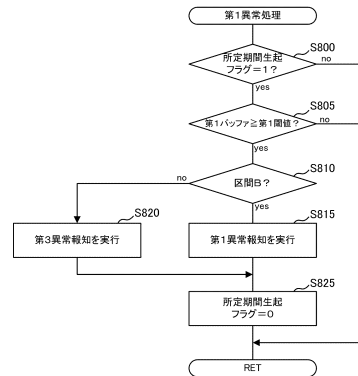 第1異常処理
S800
所定期間生起
フラグ=1?
no
yes
S805
第1バッファ≧第1閾値?
no
yes
S810
区間B?
no
yes
S820
第3異常報知を実行
S815
第1異常報知を実行
S825
所定期間生起
フラグ=0
RET